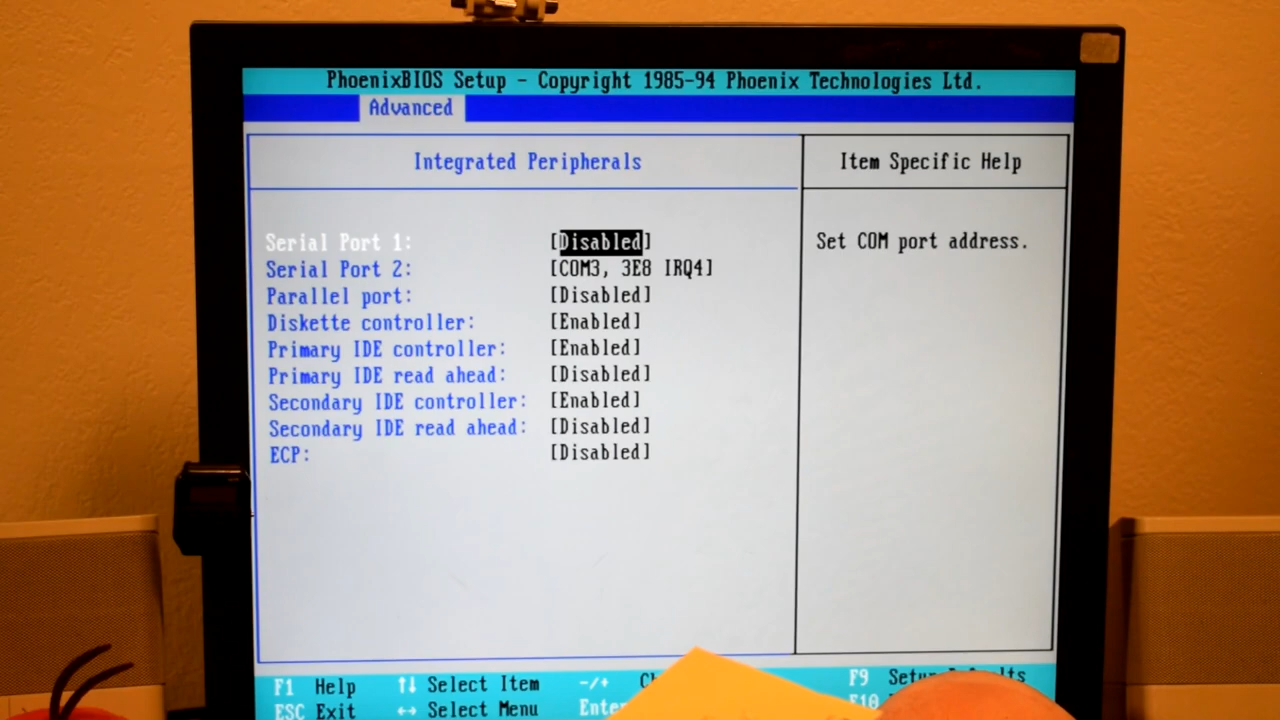 PhoenixBIOS Setup - Copyright 1985-94 Phoenix Technologies Ltd.
Advanced
Integrated Peripherals
Item Specific Help
Serial Port 1: [Disabled]
Set COM port address.
Serial Port 2: [COM3, 3E8 IRQ4]
Parallel port: [Disabled]
Diskette controller: [Enabled]
Primary IDE controller: [Enabled]
Primary IDE read ahead: [Disabled]
Secondary IDE controller: [Enabled]
Secondary IDE read ahead: [Disabled]
ECP: [Disabled]
F1 Help ↑↓ Select Item -/+ F9
ESC Exit ↔ Select Menu F10